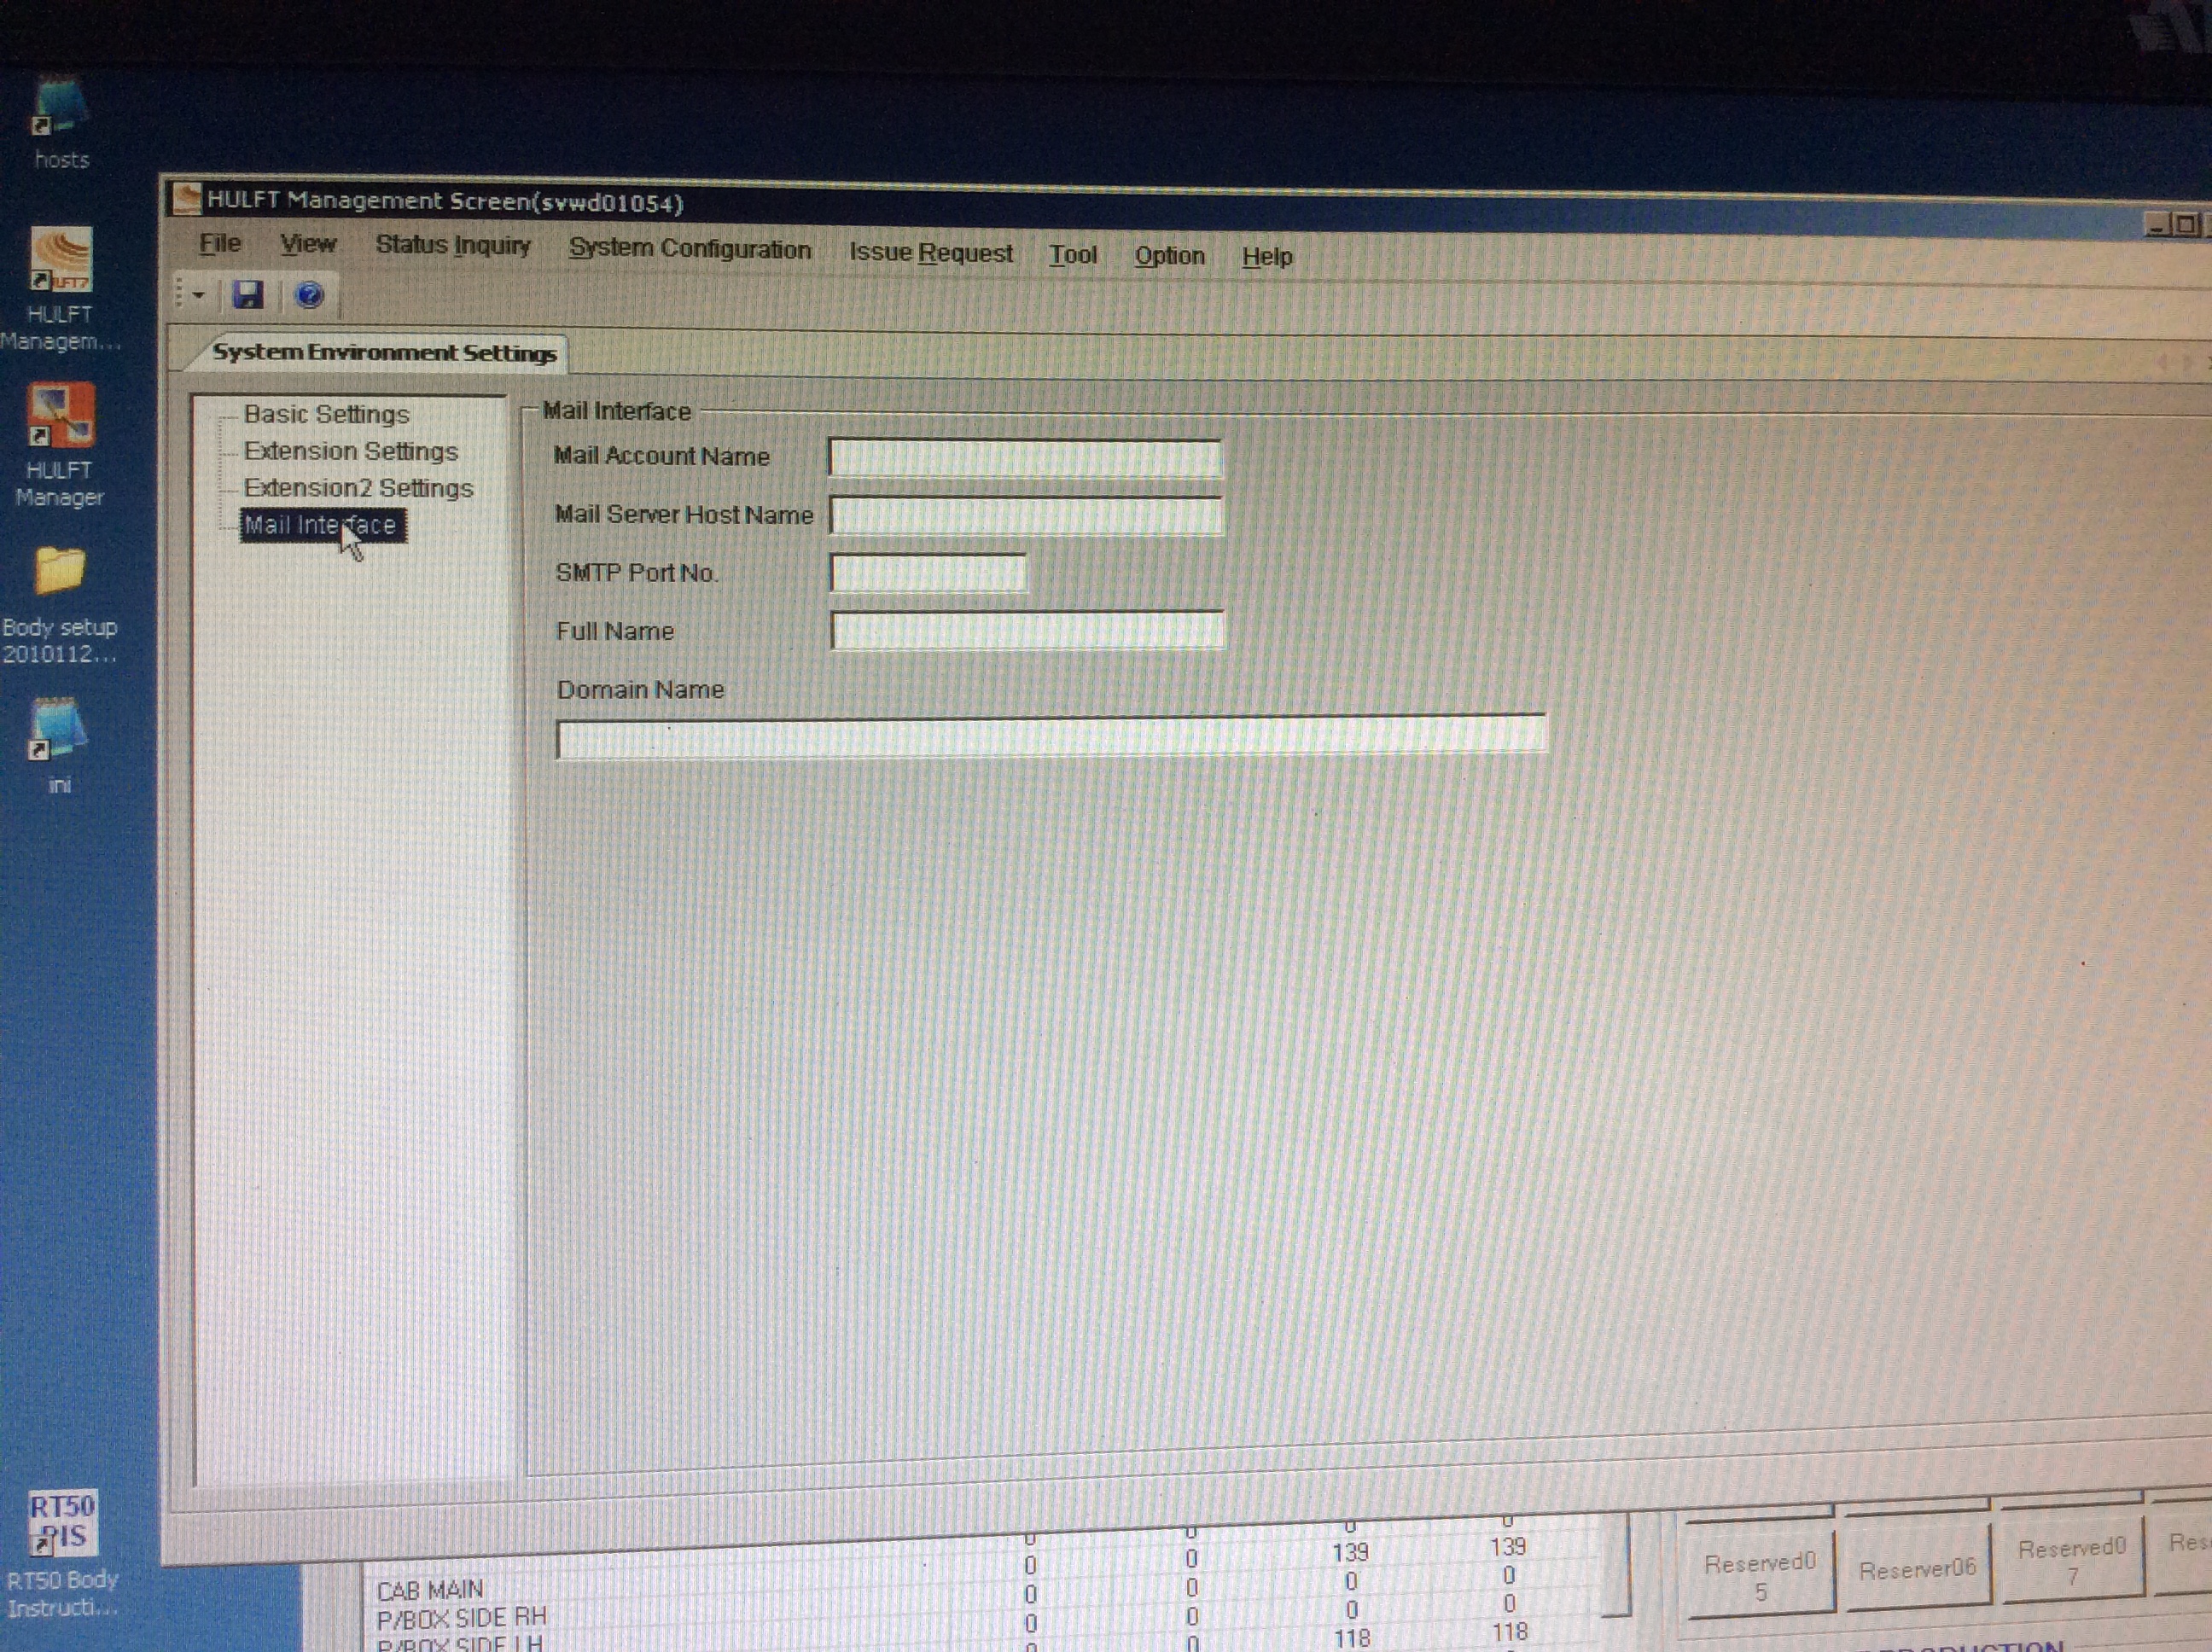 hosts
HULFT
Managem...
HULFT
Manager
Body setup
2010112...
ini
RT50
PIS
RT50 Body
Instructi...
HULFT Management Screen(svwd01054)
File View Status Inquiry System Configuration Issue Request Tool Option Help
System Environment Settings
Basic Settings
Extension Settings
Extension2 Settings
Mail Interface
Mail Interface
Mail Account Name
Mail Server Host Name
SMTP Port No.
Full Name
Domain Name
0 0 139 139
CAB MAIN 0 0 0 0
P/BOX SIDE RH 0 0 0 0
P/BOX SIDE LH 0 0 118 118
Reserved0
5
Reserver06
Reserved0
7